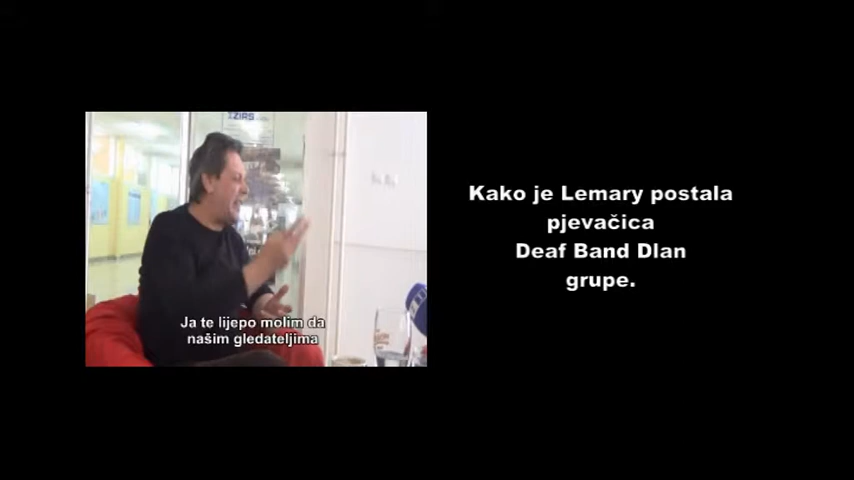 ZIRS
Ja te lijepo molim da
našim gledateljima
Kako je Lemary postala
pjevačica
Deaf Band Dlan
grupe.